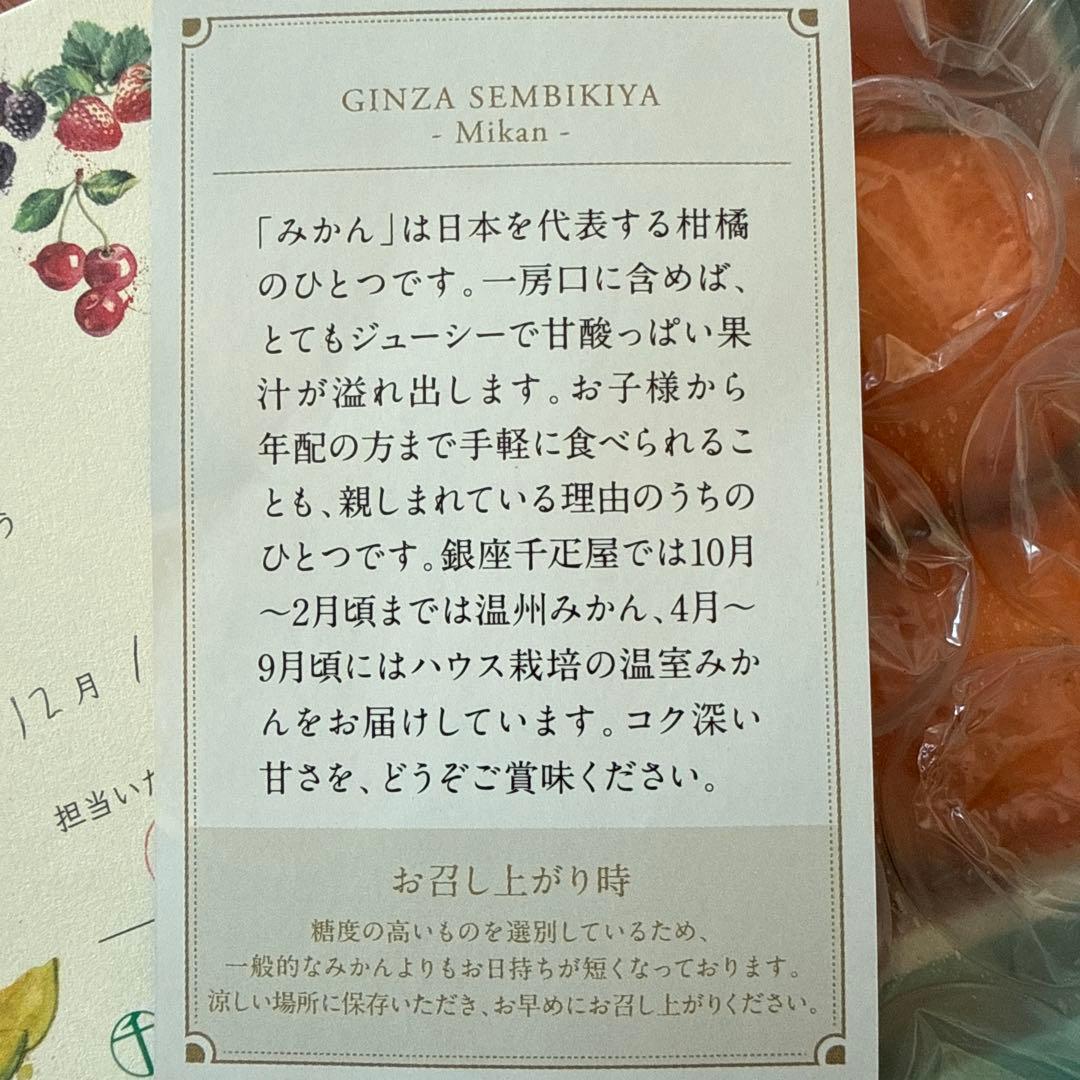 GINZA SEMBIKIYA
- Mikan -
「みかん」は日本を代表する柑橘
のひとつです。一房口に含めば、
とてもジューシーで甘酸っぱい果
汁が溢れ出します。お子様から
年配の方まで手軽に食べられるこ
とも、親しまれている理由のうちの
ひとつです。銀座千疋屋では10月
〜2月頃までは温州みかん、4月〜
9月頃にはハウス栽培の温室みか
んをお届けしています。コク深い
甘さを、どうぞご賞味ください。
お召し上がり時
糖度の高いものを選別しているため、
一般的なみかんよりもお日持ちが短くなっております。
涼しい場所に保存いただき、お早めにお召し上がりください。
12月 1
担当いた